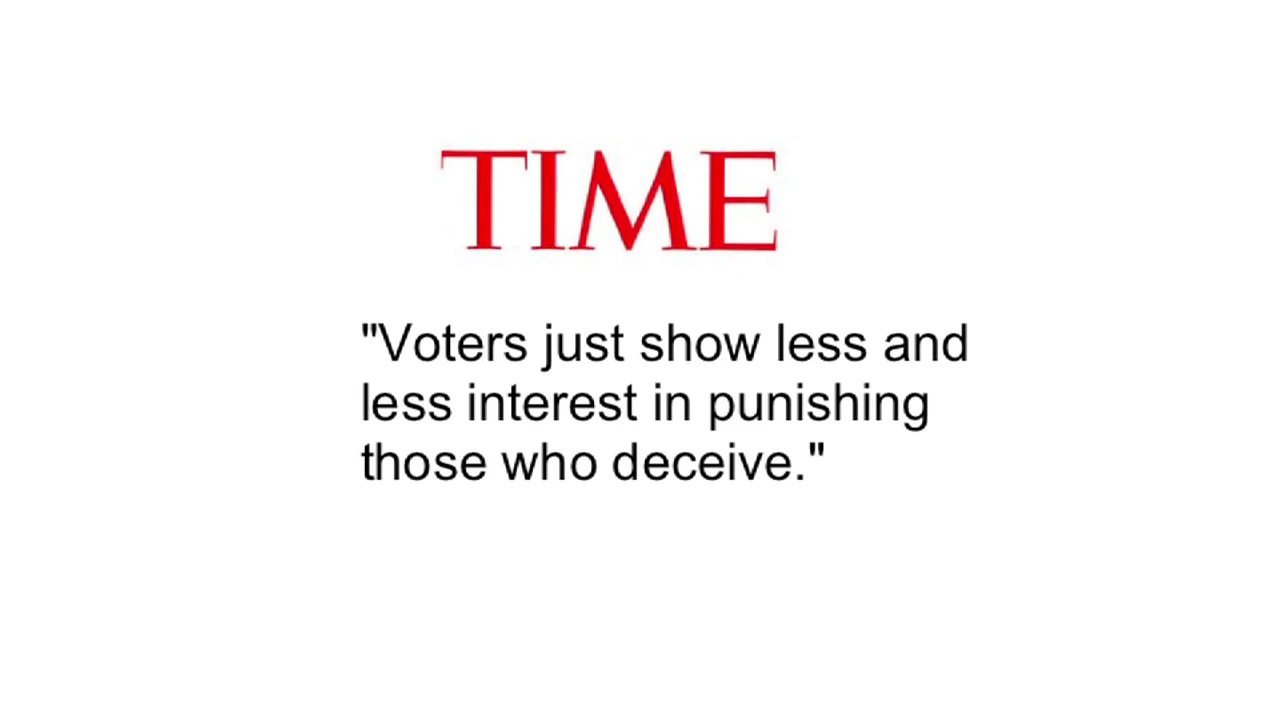 TIME
"Voters just show less and
less interest in punishing
those who deceive."